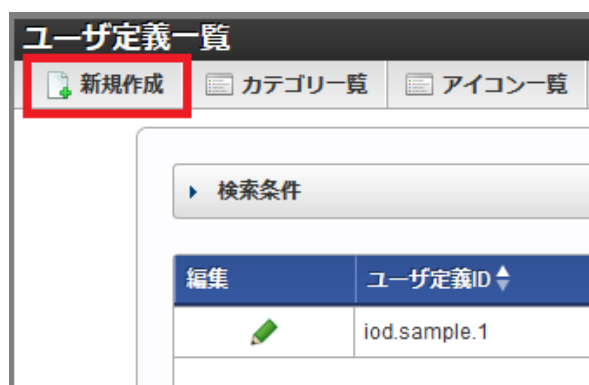 ユーザ定義一覧
新規作成 カテゴリ一覧 アイコン一覧
検索条件
編集 ユーザ定義ID
iod.sample.1